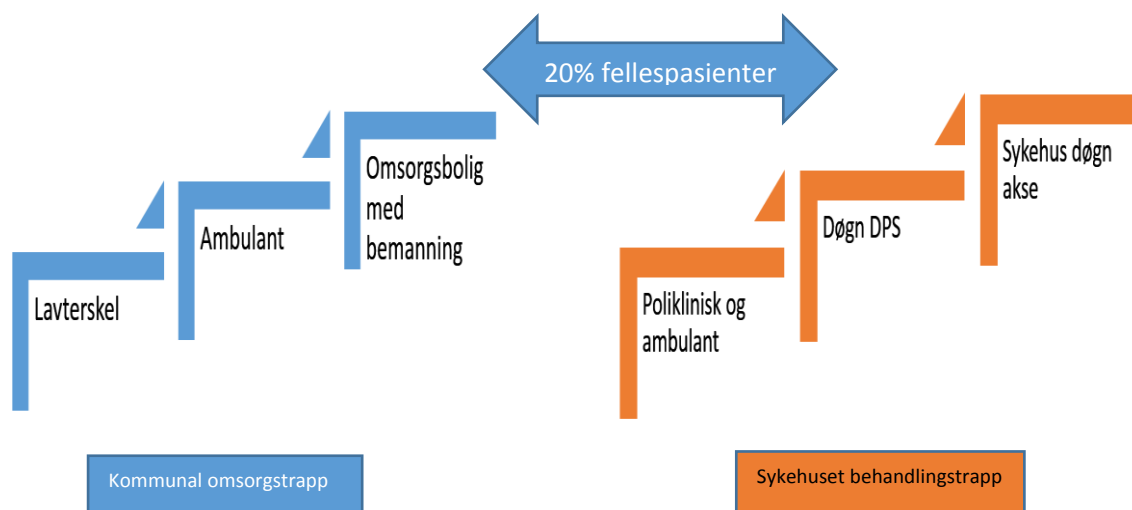 20% fellespasienter
Omsorgsbolig
med
bemanning
Ambulant
Lavterskel
Sykehus døgn
akse
Døgn DPS
Poliklinisk og
ambulant
Kommunal omsorgstrapp
Sykehuset behandlingstrapp